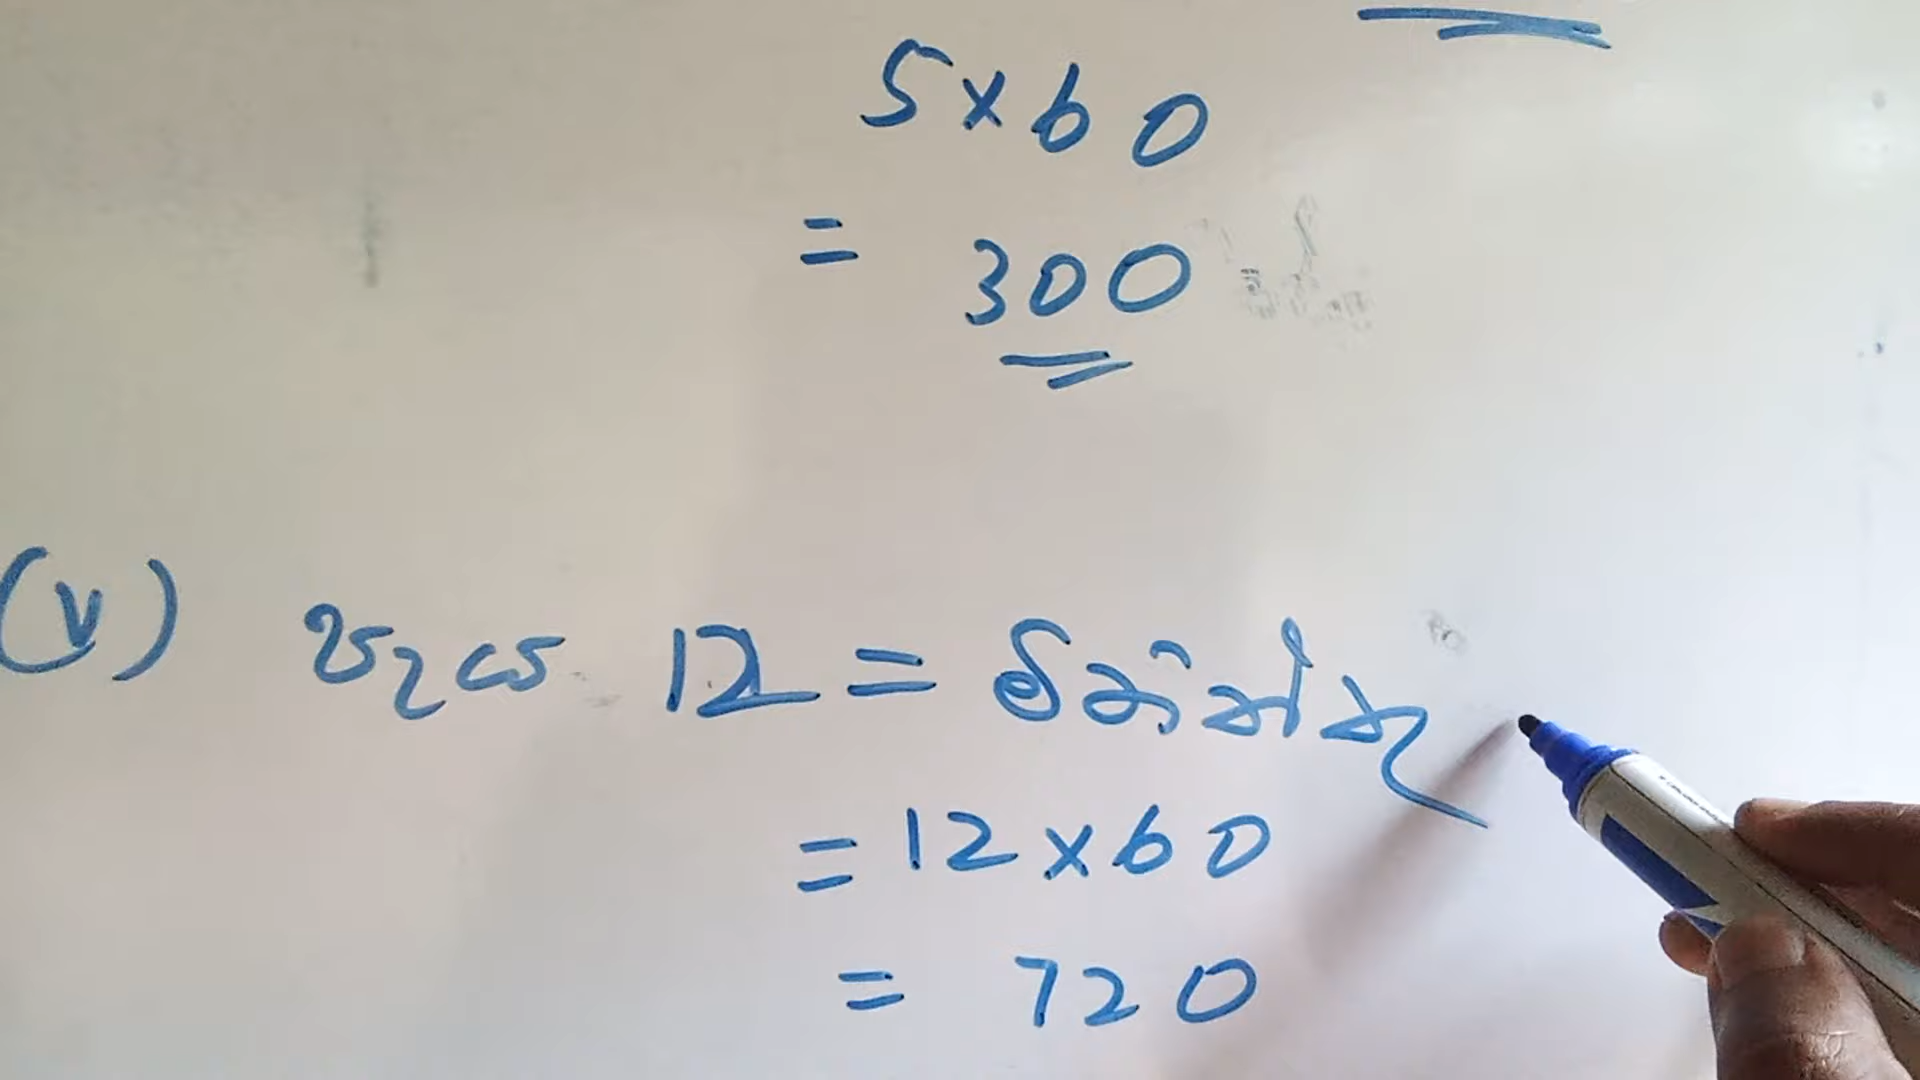 5 × 60
= 300
(v) පැය 12 = මිනිත්තු
= 12 × 60
= 720